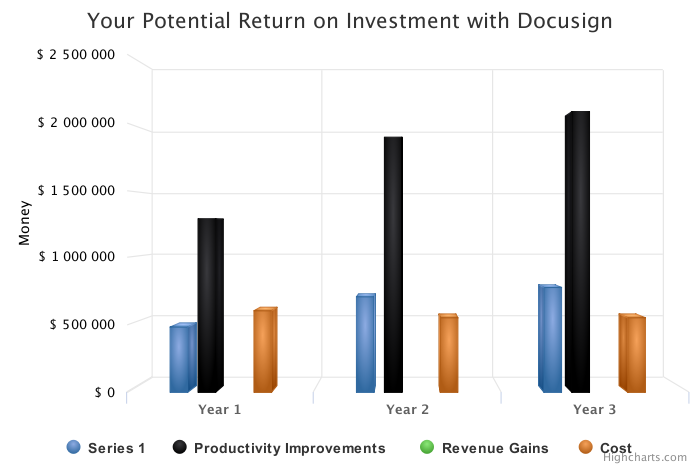 Your Potential Return on Investment with Docusign
$ 2 500 000
$ 2 000 000
$ 1 500 000
$ 1 000 000
$ 500 000
$ 0
Money
Year 1 Year 2 Year 3
Series 1 Productivity Improvements Revenue Gains Cost
Highcharts.com